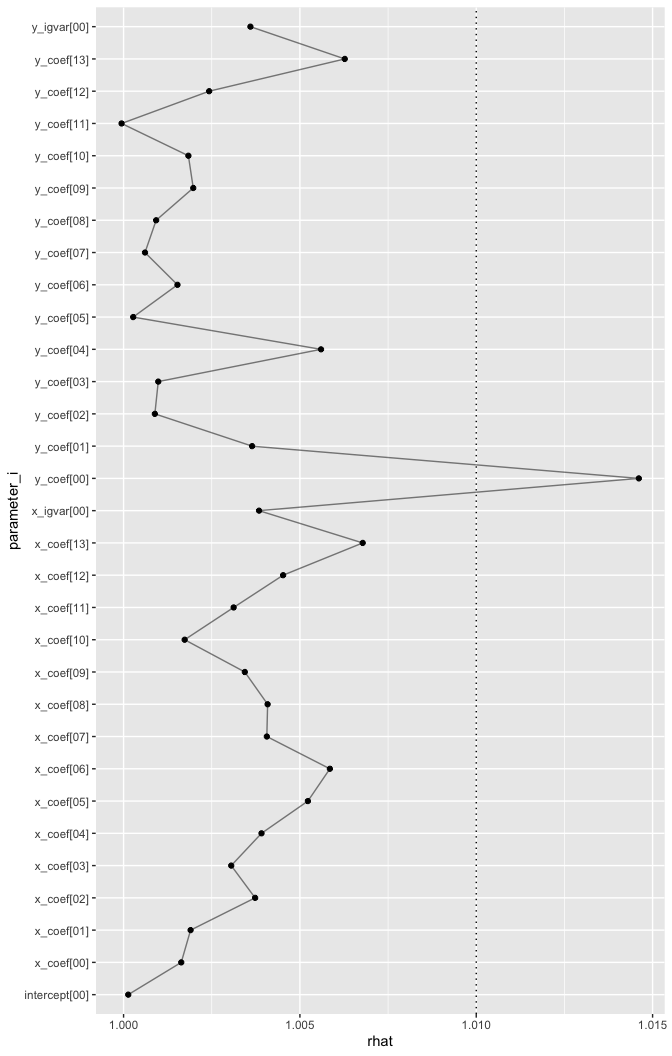 y_igvar[00]
y_coef[13]
y_coef[12]
y_coef[11]
y_coef[10]
y_coef[09]
y_coef[08]
y_coef[07]
y_coef[06]
y_coef[05]
y_coef[04]
y_coef[03]
y_coef[02]
y_coef[01]
y_coef[00]
x_igvar[00]
x_coef[13]
x_coef[12]
x_coef[11]
x_coef[10]
x_coef[09]
x_coef[08]
x_coef[07]
x_coef[06]
x_coef[05]
x_coef[04]
x_coef[03]
x_coef[02]
x_coef[01]
x_coef[00]
intercept[00]
parameter_i
1.000 1.005 1.010 1.015
rhat